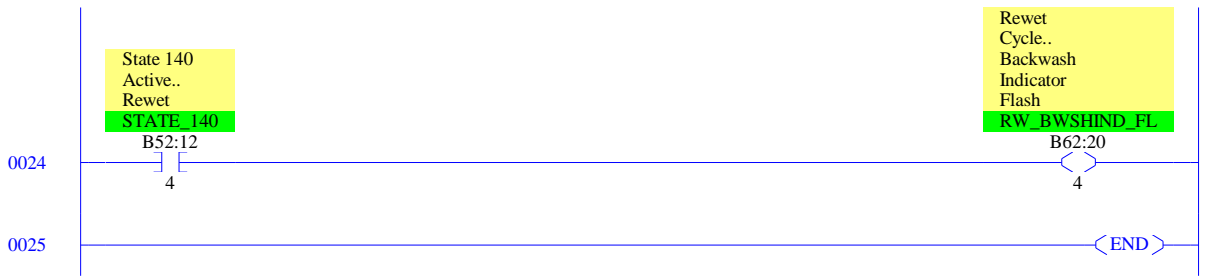 State 140
Active..
Rewet
STATE_140
B52:12
4
Rewet
Cycle..
Backwash
Indicator
Flash
RW_BWSHIND_FL
B62:20
4
0024
0025
END